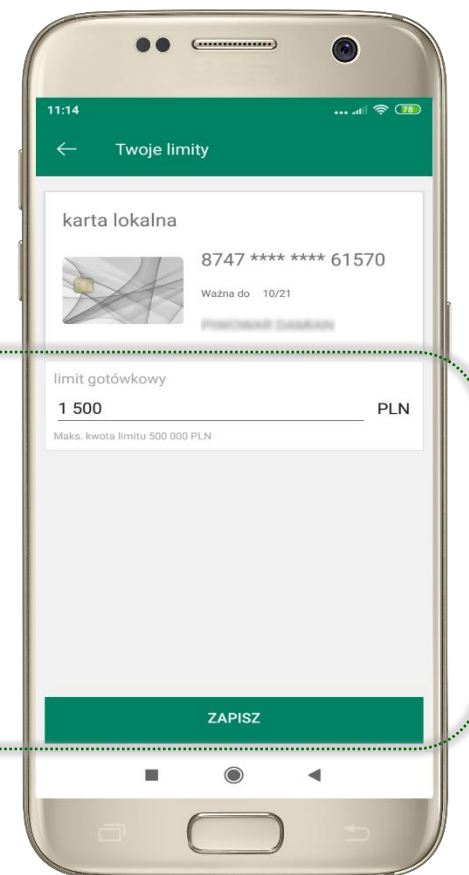 11:14
78
Twoje limity
karta lokalna
8747 **** **** 61570
Ważna do 10/21
limit gotówkowy
1 500 PLN
Maks. kwota limitu 500 000 PLN
ZAPISZ